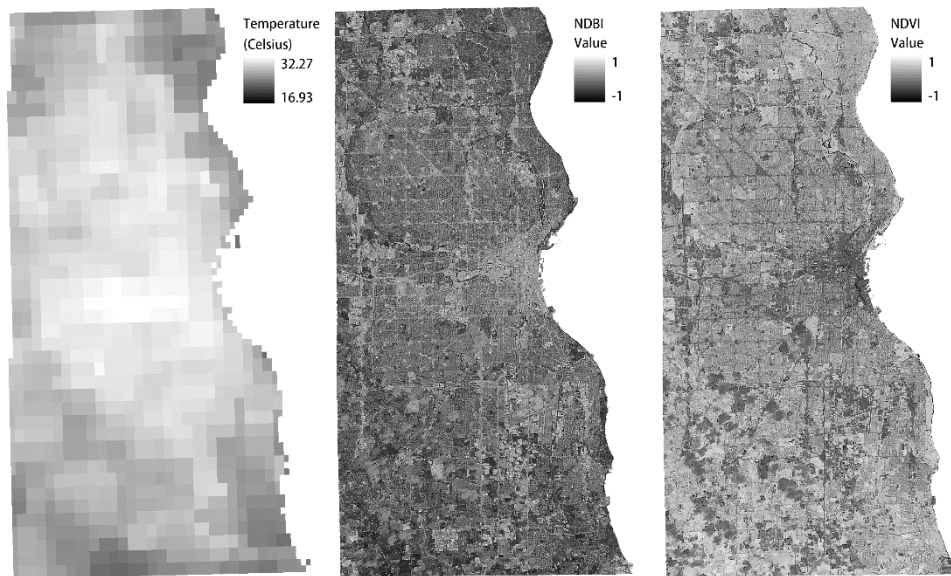 Temperature
(Celsius)
32.27
16.93
NDBI
Value
1
-1
NDVI
Value
1
-1